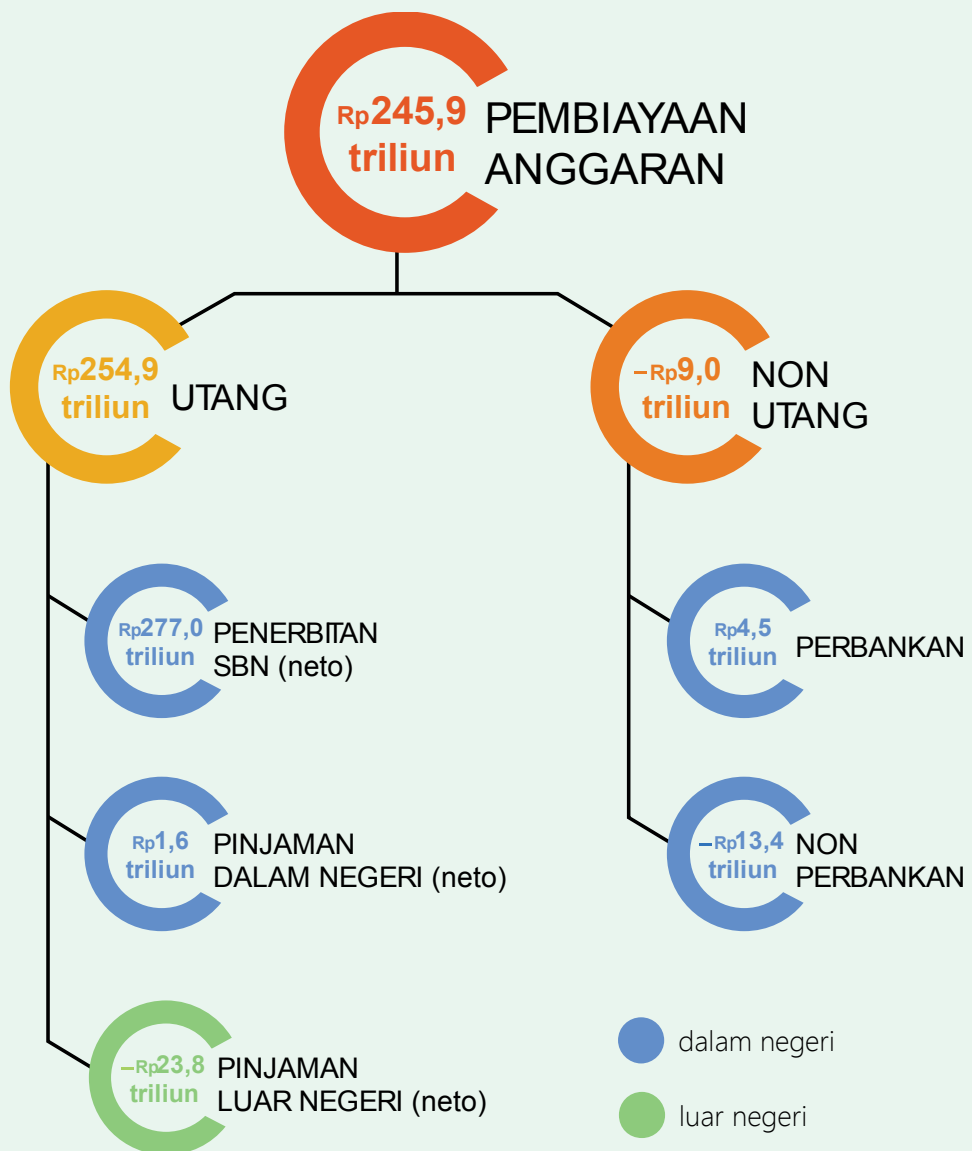 Rp245,9
triliun
PEMBIAYAAN
ANGGARAN
Rp254,9
triliun
UTANG
–Rp9,0
triliun
NON
UTANG
Rp277,0
triliun
PENERBITAN
SBN (neto)
Rp4,5
triliun
PERBANKAN
Rp1,6
triliun
PINJAMAN
DALAM NEGERI (neto)
–Rp13,4
triliun
NON
PERBANKAN
–Rp23,8
triliun
PINJAMAN
LUAR NEGERI (neto)
dalam negeri
luar negeri